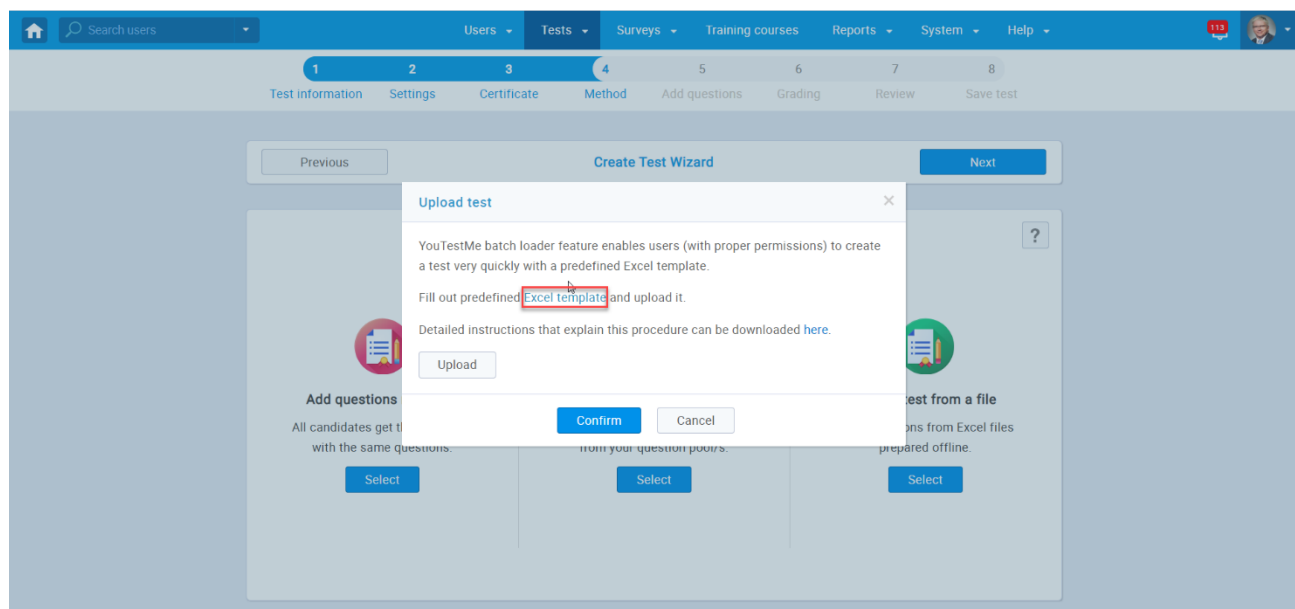 Search users
Users
Tests
Surveys
Training courses
Reports
System
Help
113
1 2 3 4 5 6 7 8
Test information Settings Certificate Method Add questions Grading Review Save test
Previous
Create Test Wizard
Next
Upload test
×
?
YouTestMe batch loader feature enables users (with proper permissions) to create
a test very quickly with a predefined Excel template.
Fill out predefined Excel template and upload it.
Detailed instructions that explain this procedure can be downloaded here.
Upload
Confirm
Cancel
Add questions
All candidates get
with the same questions.
Select
from your question pool/s.
Select
test from a file
from Excel files
prepared offline.
Select